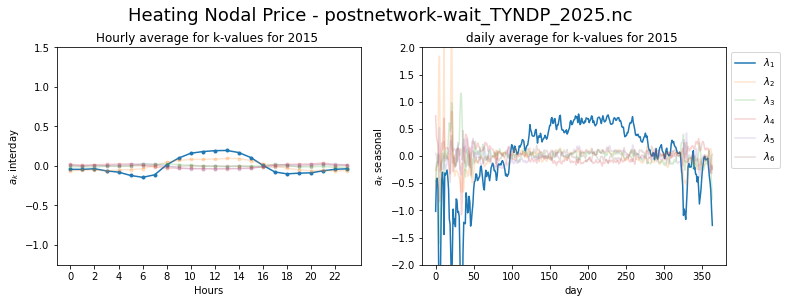 Heating Nodal Price - postnetwork-wait_TYNDP_2025.nc
Hourly average for k-values for 2015
daily average for k-values for 2015
1.5
1.0
0.5
0.0
−0.5
−1.0
aₖ interday
0 2 4 6 8 10 12 14 16 18 20 22
Hours
2.0
1.5
1.0
0.5
0.0
−0.5
−1.0
−1.5
−2.0
aₖ seasonal
0 50 100 150 200 250 300 350
day
λ₁
λ₂
λ₃
λ₄
λ₅
λ₆